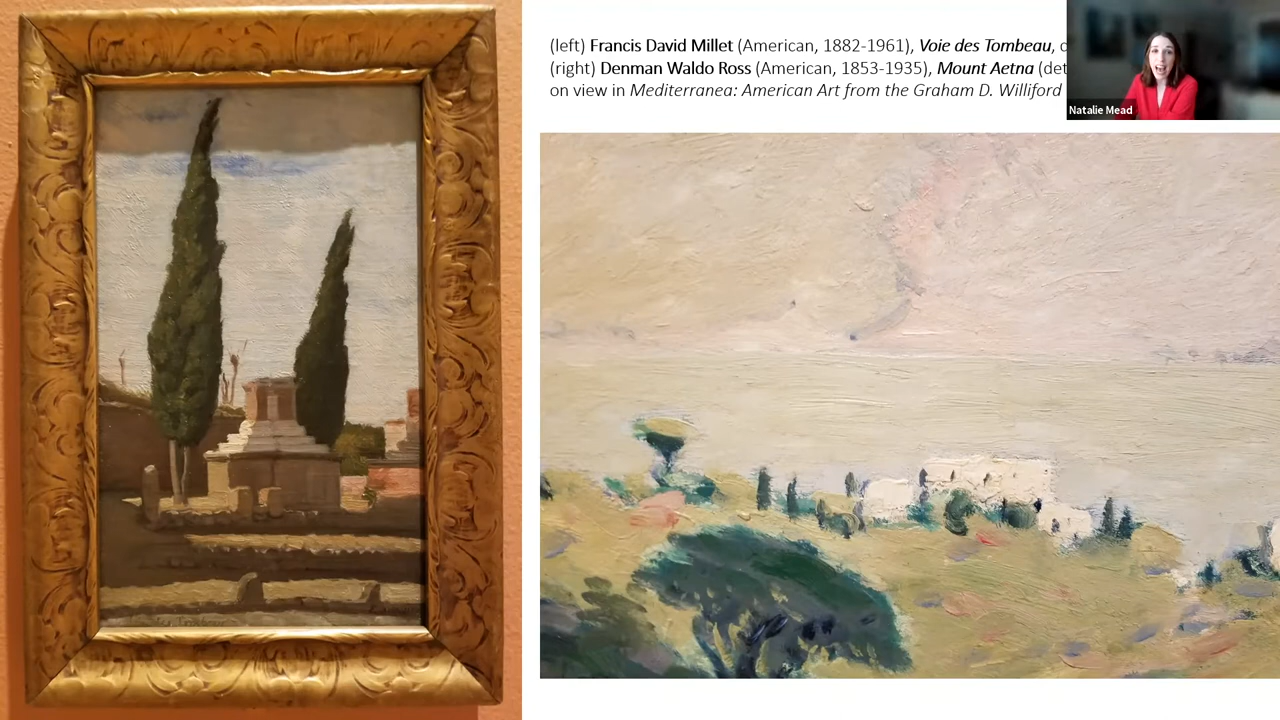 (left) Francis David Millet (American, 1882-1961), Voie des Tombeau,
(right) Denman Waldo Ross (American, 1853-1935), Mount Aetna (det
on view in Mediterranea: American Art from the Graham D. Williford
Natalie Mead